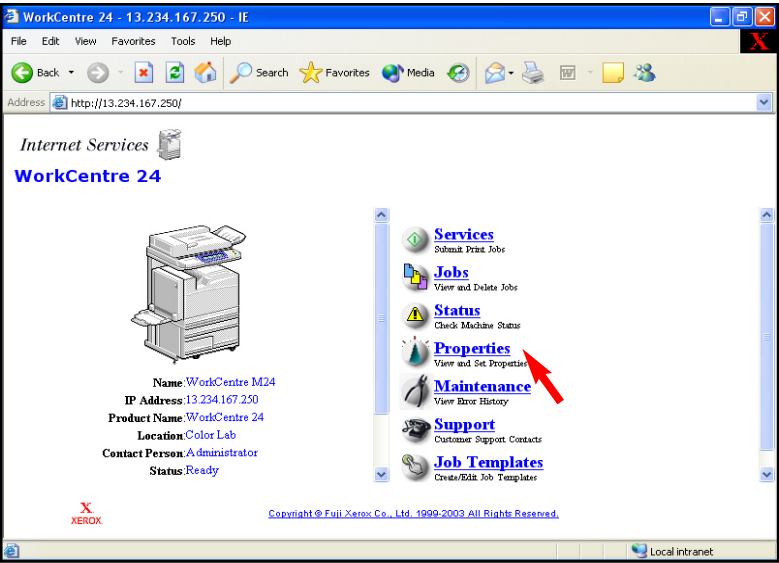 WorkCentre 24 - 13.234.167.250 - IE
File Edit View Favorites Tools Help
X
Back Search Favorites Media
Address http://13.234.167.250/
Internet Services
WorkCentre 24
Services
Submit Print Jobs
Jobs
View and Delete Jobs
Status
Check Machine Status
Properties
View and Set Properties
Maintenance
View Error History
Support
Customer Support Contacts
Job Templates
Create/Edit Job Templates
Name:WorkCentre M24
IP Address:13.234.167.250
Product Name:WorkCentre 24
Location:Color Lab
Contact Person:Administrator
Status:Ready
X
XEROX.
Copyright © Fuji Xerox Co., Ltd. 1999-2003 All Rights Reserved.
Local intranet